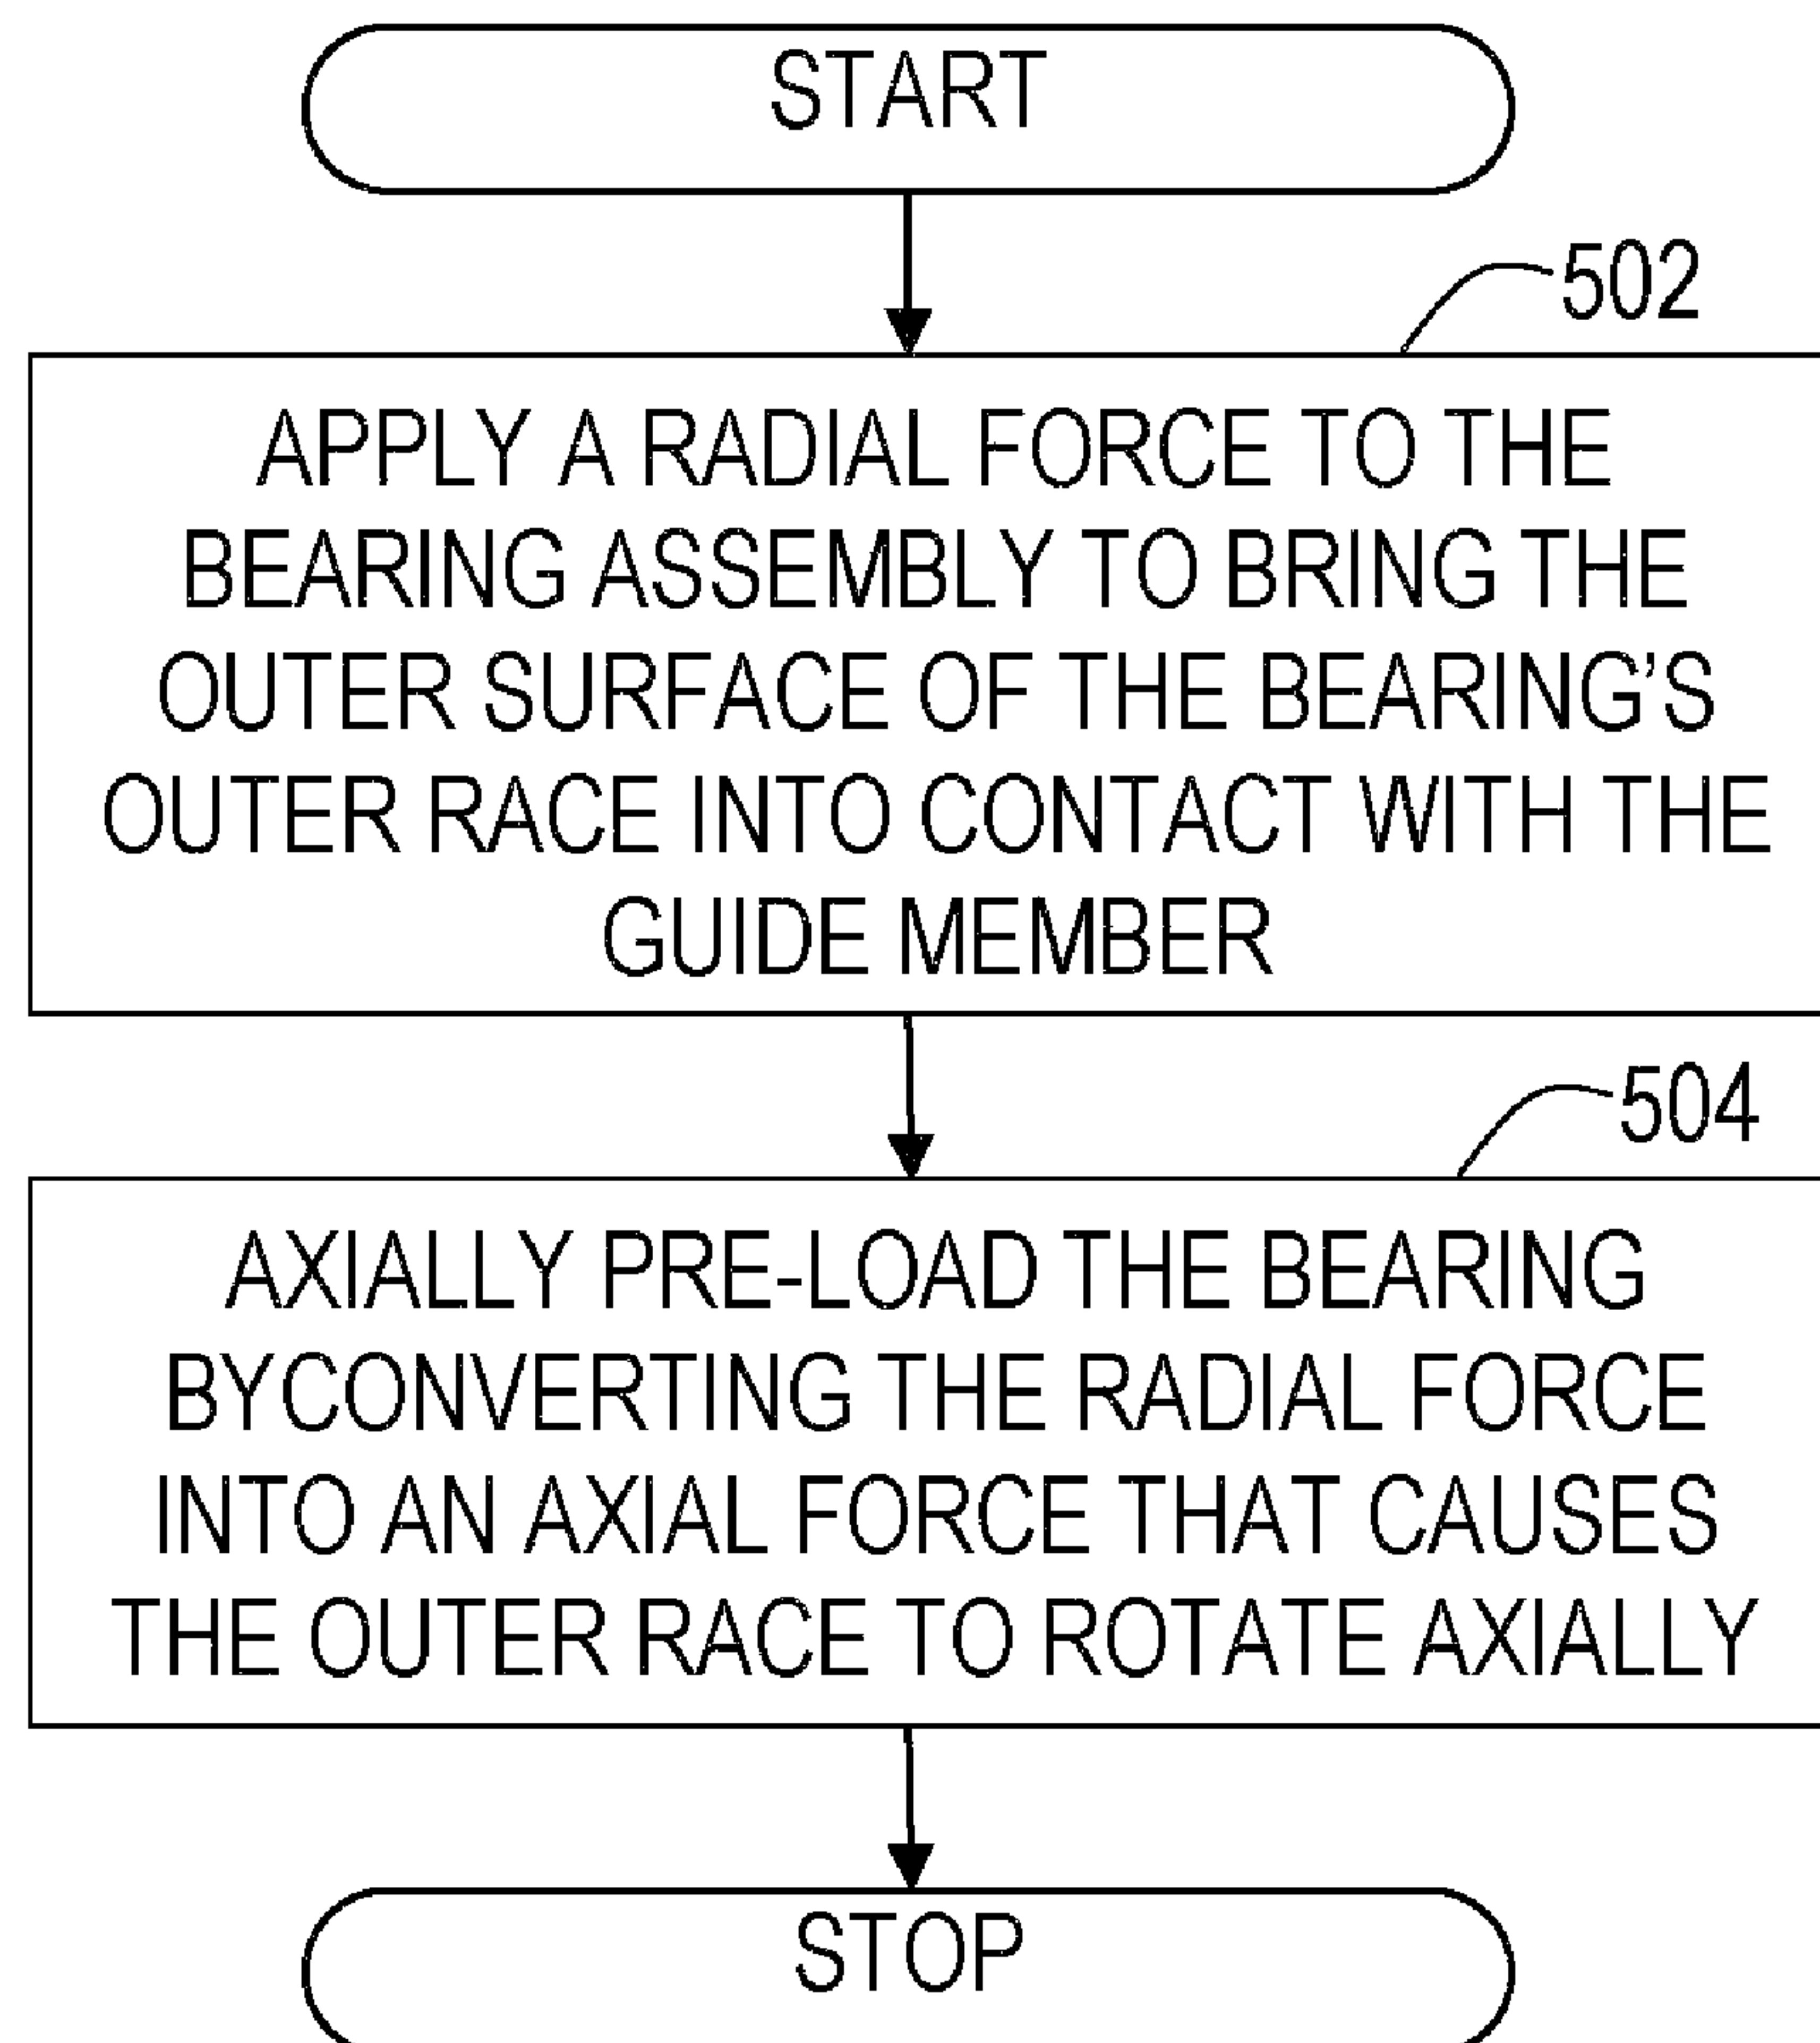 START
502
APPLY A RADIAL FORCE TO THE
BEARING ASSEMBLY TO BRING THE
OUTER SURFACE OF THE BEARING'S
OUTER RACE INTO CONTACT WITH THE
GUIDE MEMBER
504
AXIALLY PRE-LOAD THE BEARING
BYCONVERTING THE RADIAL FORCE
INTO AN AXIAL FORCE THAT CAUSES
THE OUTER RACE TO ROTATE AXIALLY
STOP